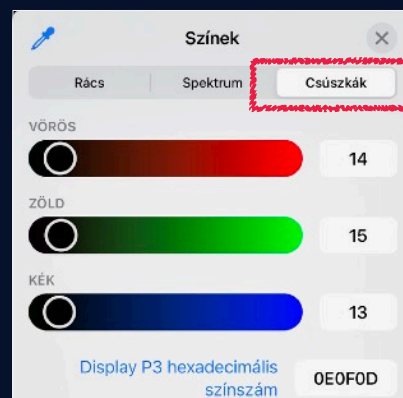 Színek
Rács Spektrum Csúszkák
VÖRÖS
14
ZÖLD
15
KÉK
13
Display P3 hexadecimális
színszám
0E0F0D